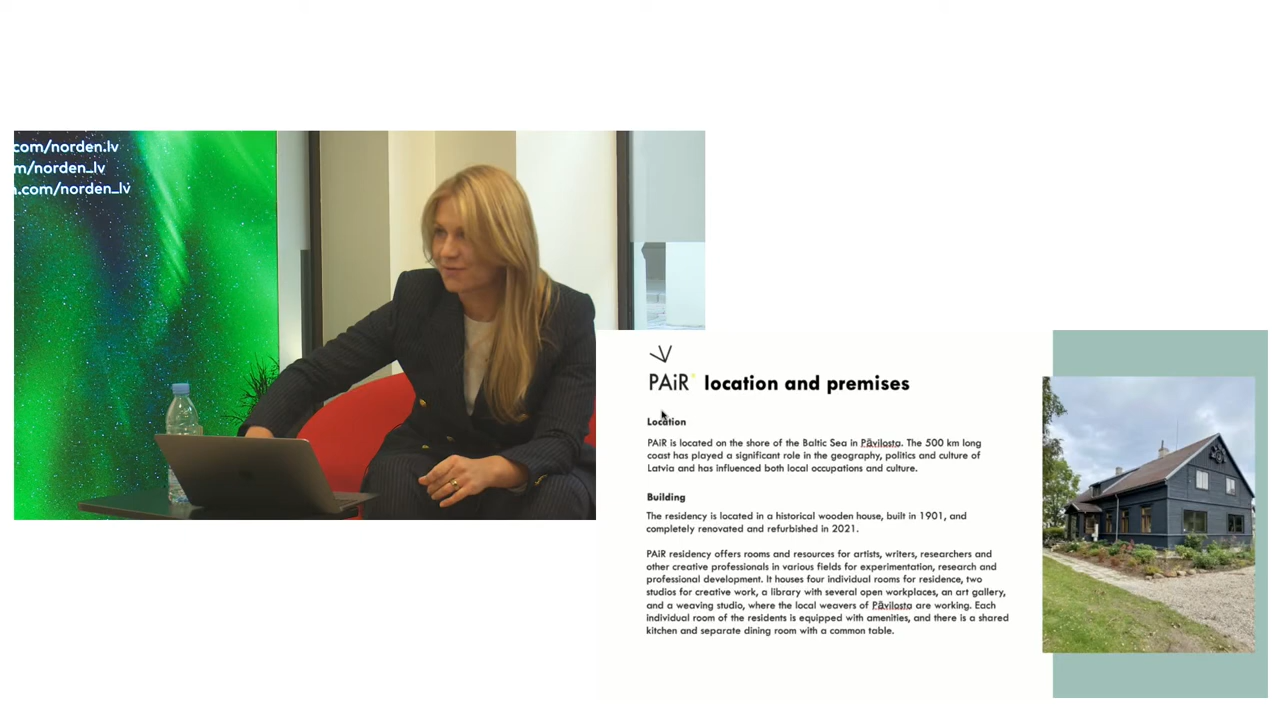 com/norden.lv
m/norden_lv
n.com/norden_lv
PAiR location and premises
Location
PAiR is located on the shore of the Baltic Sea in Pāvilosta. The 500 km long
coast has played a significant role in the geography, politics and culture of
Latvia and has influenced both local occupations and culture.
Building
The residency is located in a historical wooden house, built in 1901, and
completely renovated and refurbished in 2021.
PAiR residency offers rooms and resources for artists, writers, researchers and
other creative professionals in various fields for experimentation, research and
professional development. It houses four individual rooms for residence, two
studios for creative work, a library with several open workplaces, an art gallery,
and a weaving studio, where the local weavers of Pāvilosta are working. Each
individual room of the residents is equipped with amenities, and there is a shared
kitchen and separate dining room with a common table.